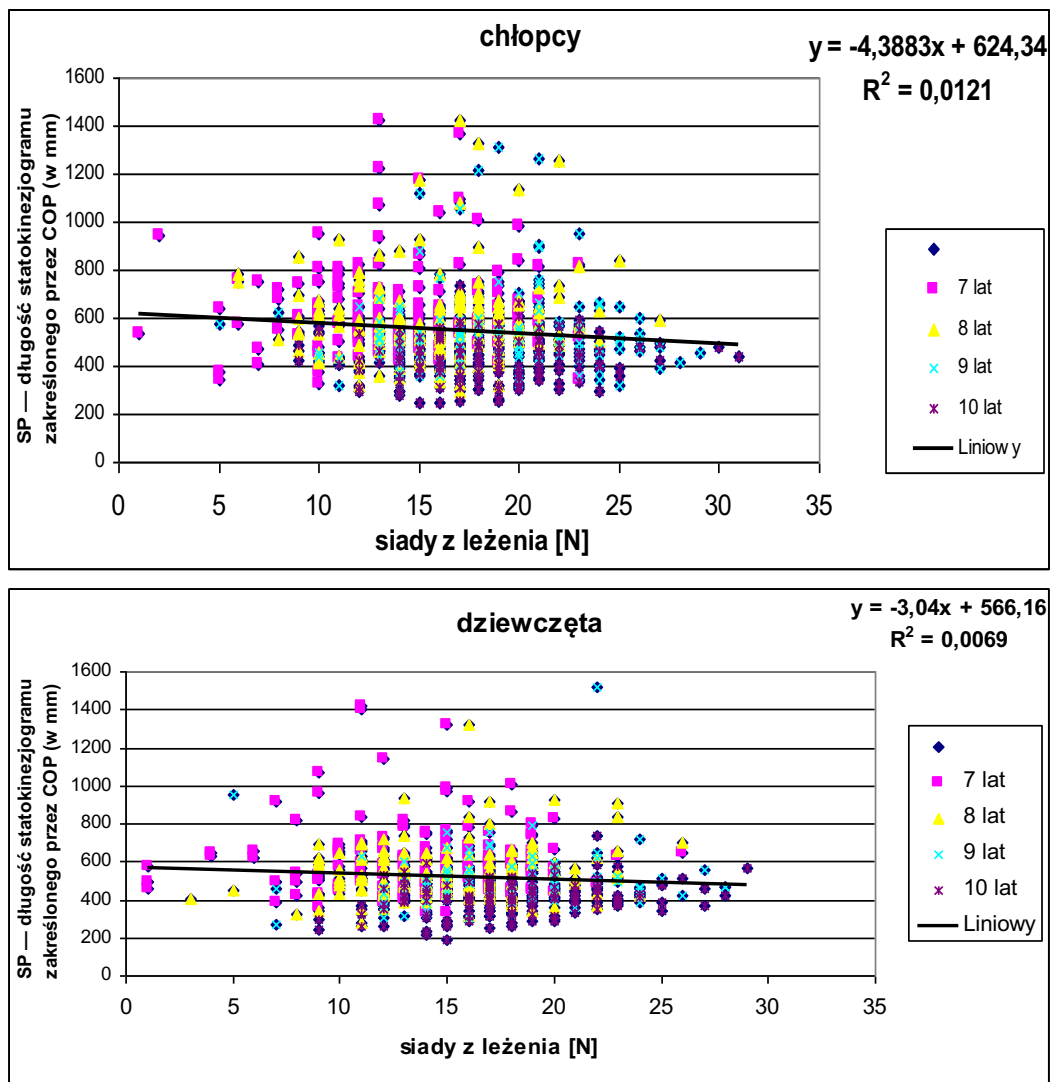 chłopcy
y = -4,3883x + 624,34
R² = 0,0121
SP — długość statokinezjogramu
zakreślonego przez COP (w mm)
1600
1400
1200
1000
800
600
400
200
0
0 5 10 15 20 25 30 35
siady z leżenia [N]
7 lat
8 lat
9 lat
10 lat
Liniowy
dziewczęta
y = -3,04x + 566,16
R² = 0,0069
SP — długość statokinezjogramu
zakreślonego przez COP (w mm)
1600
1400
1200
1000
800
600
400
200
0
0 5 10 15 20 25 30 35
siady z leżenia [N]
7 lat
8 lat
9 lat
10 lat
Liniowy